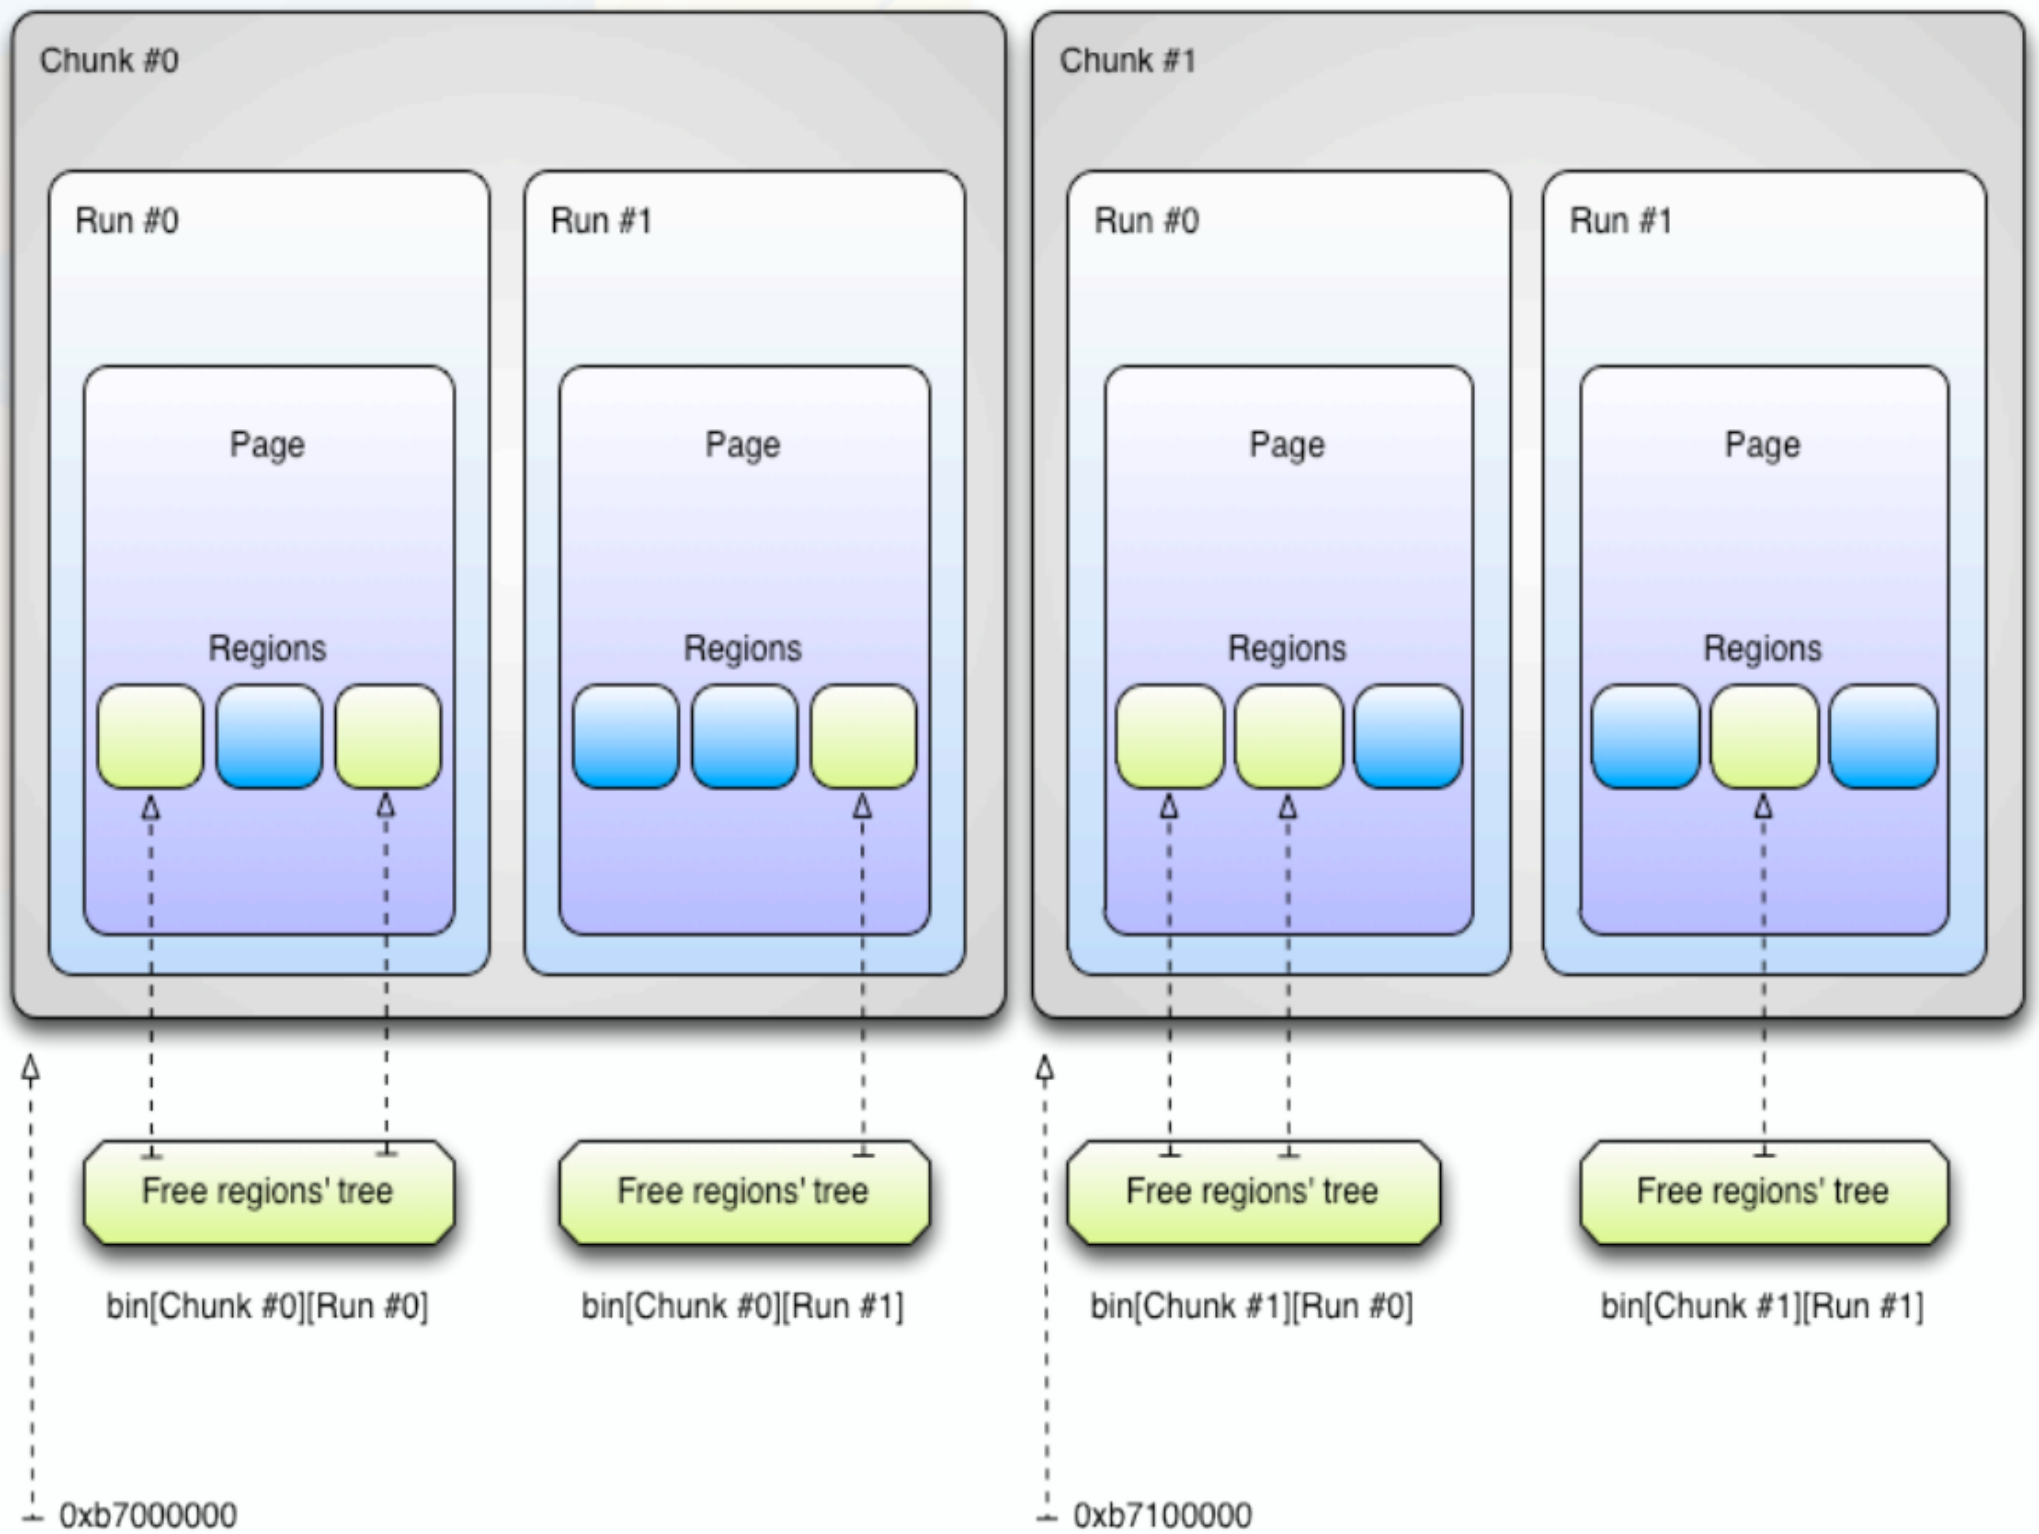 Chunk #0
Chunk #1
Run #0
Run #1
Run #0
Run #1
Page
Page
Page
Page
Regions
Regions
Regions
Regions
Free regions' tree
Free regions' tree
Free regions' tree
Free regions' tree
bin[Chunk #0][Run #0]
bin[Chunk #0][Run #1]
bin[Chunk #1][Run #0]
bin[Chunk #1][Run #1]
0xb7000000
0xb7100000